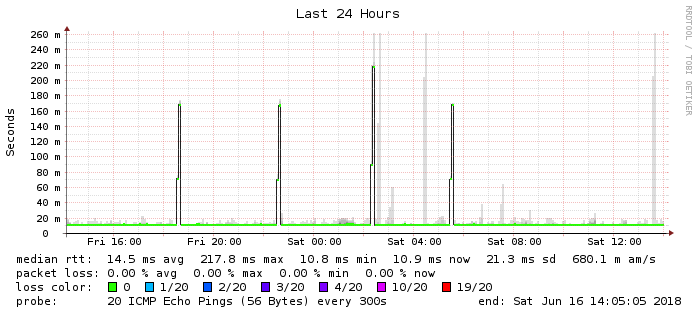 Last 24 Hours
RRDTOOL / TOBI OETIKER
Seconds
260 m
240 m
220 m
200 m
180 m
160 m
140 m
120 m
100 m
80 m
60 m
40 m
20 m
0
Fri 16:00 Fri 20:00 Sat 00:00 Sat 04:00 Sat 08:00 Sat 12:00
median rtt: 14.5 ms avg 217.8 ms max 10.8 ms min 10.9 ms now 21.3 ms sd 680.1 m am/s
packet loss: 0.00 % avg 0.00 % max 0.00 % min 0.00 % now
loss color: 0 1/20 2/20 3/20 4/20 10/20 19/20
probe: 20 ICMP Echo Pings (56 Bytes) every 300s end: Sat Jun 16 14:05:05 2018